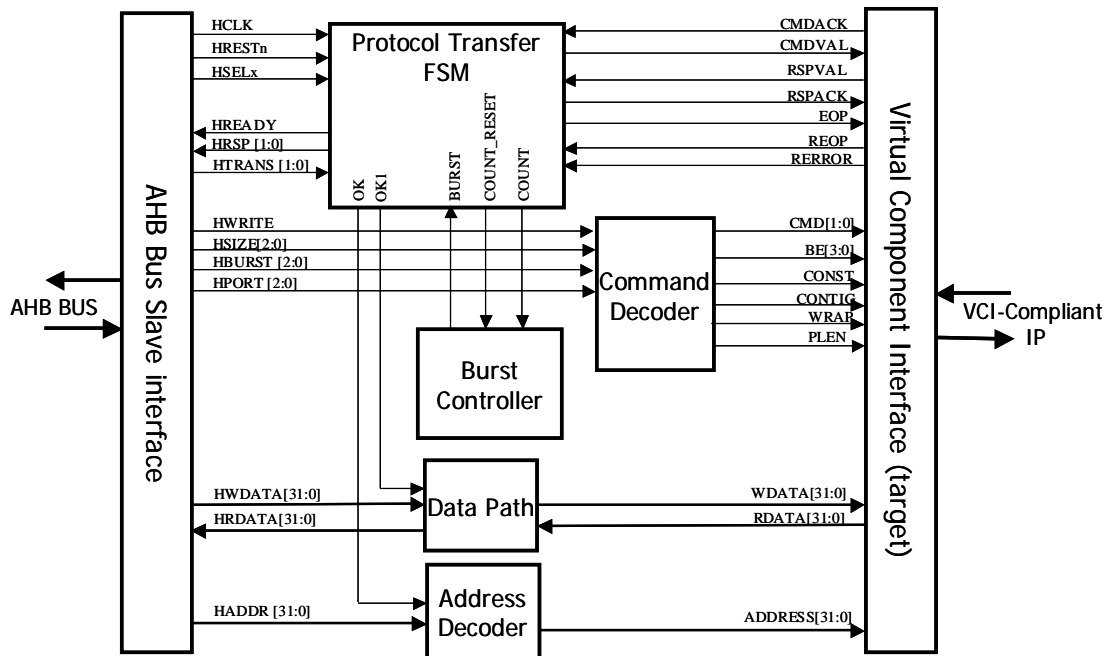 HCLK
HRESTn
HSELx
HREADY
HRSP [1:0]
HTRANS [1:0]
Protocol Transfer
FSM
OK
OK1
BURST
COUNT_RESET
COUNT
CMDACK
CMDVAL
RSPVAL
RSPACK
EOP
REOP
RERROR
AHB Bus Slave interface
AHB BUS
HWRITE
HSIZE[2:0]
HBURST [2:0]
HPORT [2:0]
Command
Decoder
CMD[1:0]
BE[3:0]
CONST
CONTIG
WRAP
PLEN
Virtual Component Interface (target)
VCI-Compliant
IP
Burst
Controller
HWDATA[31:0]
HRDATA[31:0]
Data Path
WDATA[31:0]
RDATA[31:0]
HADDR [31:0]
Address
Decoder
ADDRESS[31:0]